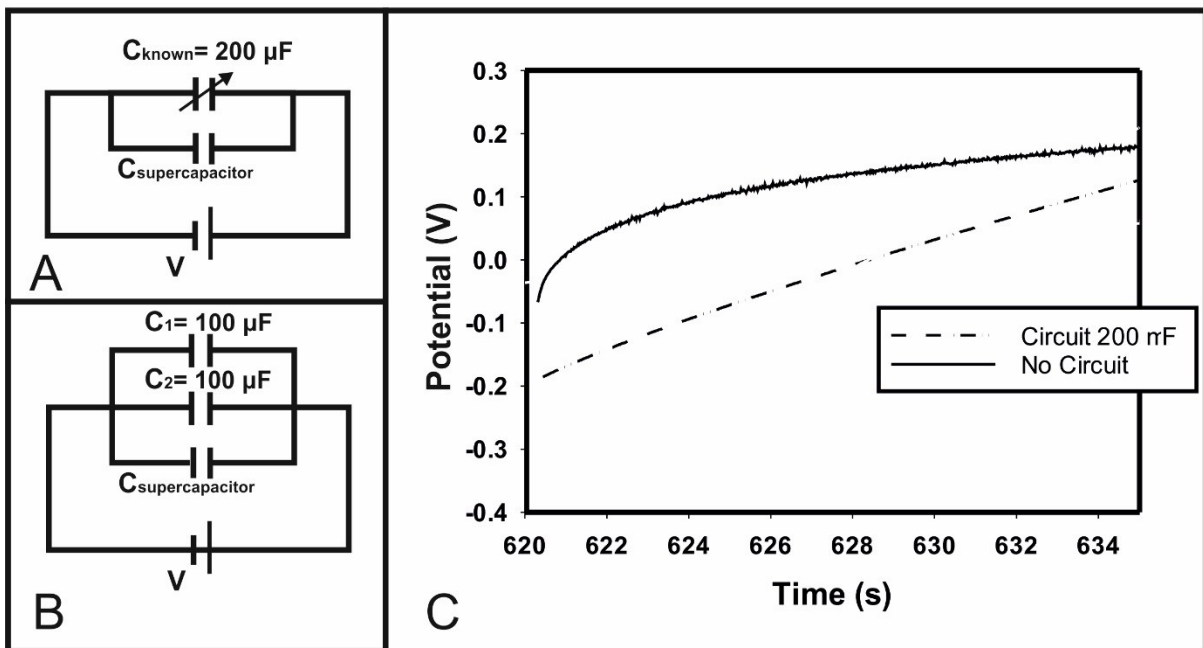 Cknown= 200 µF
Csupercapacitor
V
A
C1= 100 µF
C2= 100 µF
Csupercapacitor
V
B
0.3
0.2
0.1
0.0
-0.1
-0.2
-0.3
-0.4
Potential (V)
620 622 624 626 628 630 632 634
Time (s)
Circuit 200 mF
No Circuit
C